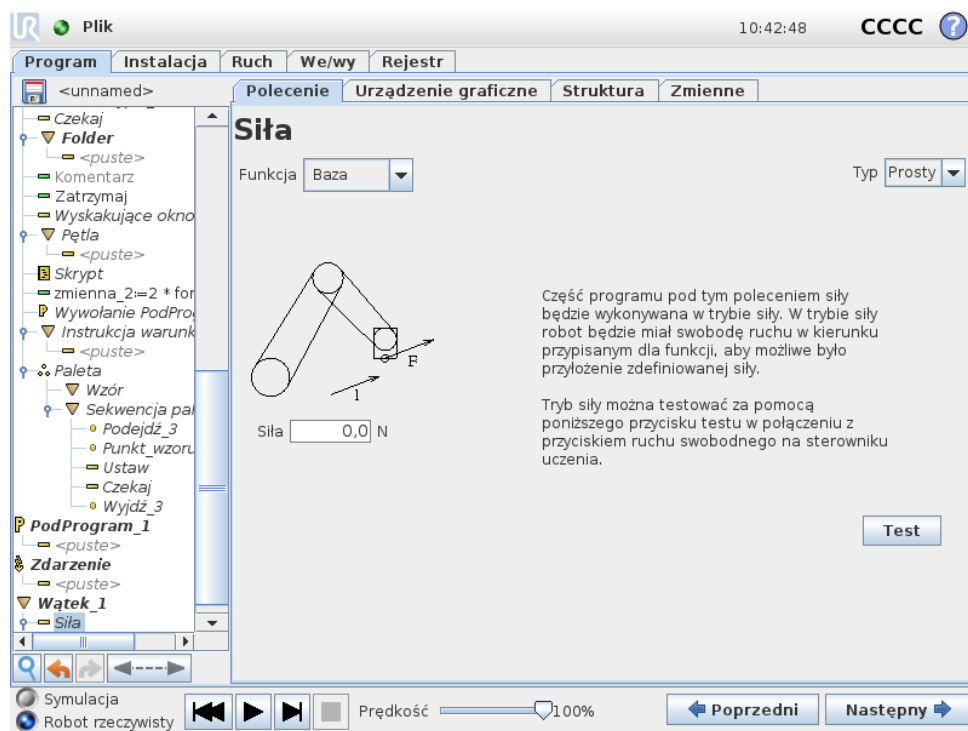 UR Plik 10:42:48 CCCC ?
Program Instalacja Ruch We/wy Rejestr
<unnamed>
Polecenie Urządzenie graficzne Struktura Zmienne
Czekaj
Folder
<puste>
Komentarz
Zatrzymaj
Wyskakujące okno
Pętla
<puste>
Skrypt
zmienna_2:=2 * for
Wywołanie PodPro
Instrukcja warunk
<puste>
Paleta
Wzór
Sekwencja pal
Podejdź_3
Punkt_wzoru
Ustaw
Czekaj
Wyjdź_3
P PodProgram_1
<puste>
Zdarzenie
<puste>
Wątek_1
Siła
Siła
Funkcja Baza
Typ Prosty
F
1
Siła 0,0 N
Część programu pod tym poleceniem siły
będzie wykonywana w trybie siły. W trybie siły
robot będzie miał swobodę ruchu w kierunku
przypisanym dla funkcji, aby możliwe było
przyłożenie zdefiniowanej siły.
Tryb siły można testować za pomocą
poniższego przycisku testu w połączeniu z
przyciskiem ruchu swobodnego na sterowniku
uczenia.
Test
Symulacja
Robot rzeczywisty
Prędkość 100%
Poprzedni
Następny